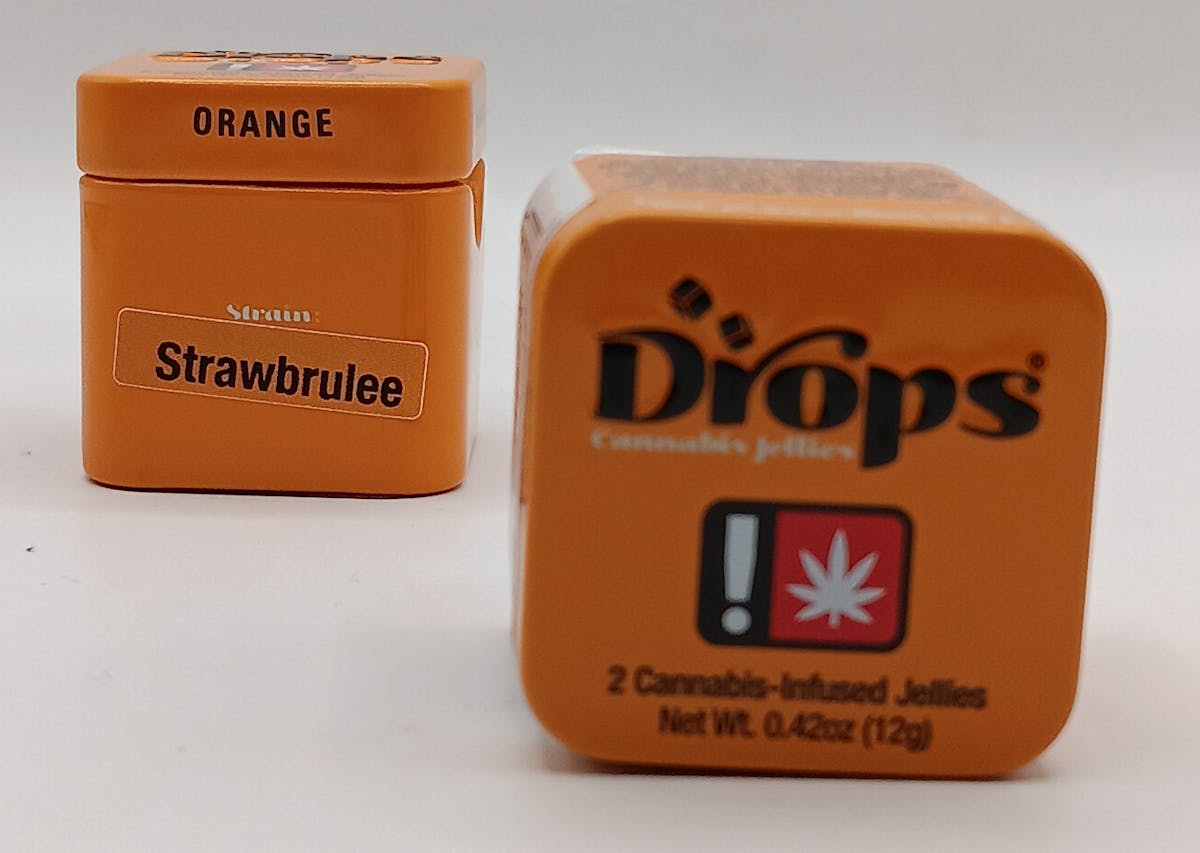 ORANGE
Strain:
Strawbrulee
Drops®
Cannabis Jellies
2 Cannabis-Infused Jellies
Net Wt. 0.42oz (12g)